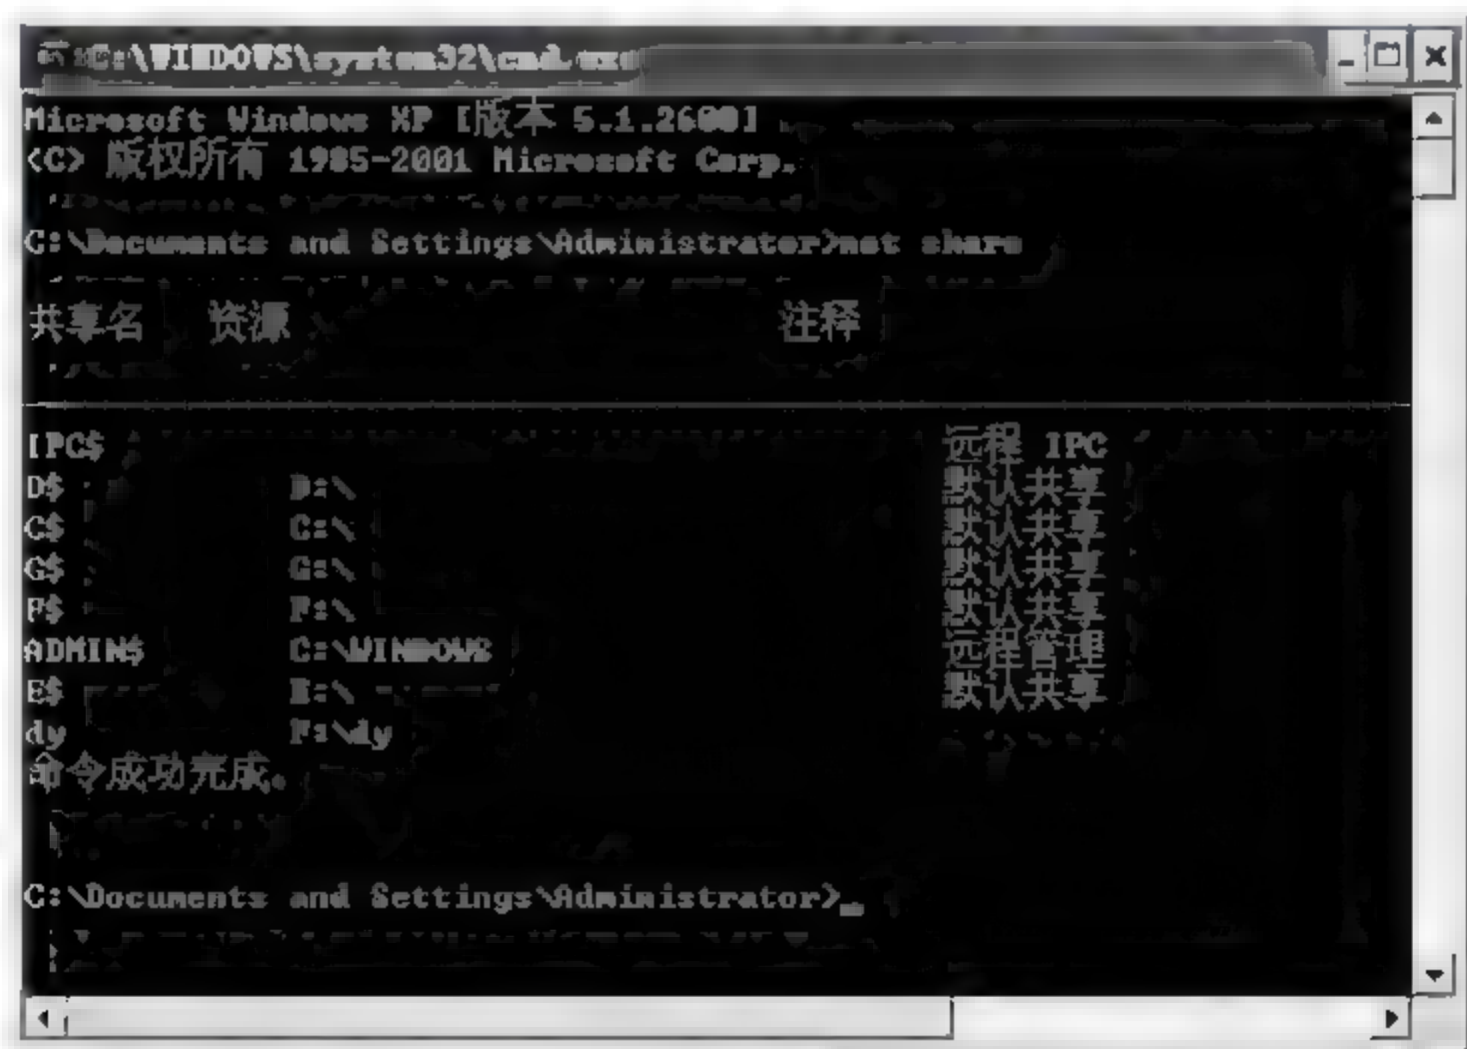 C:\WINDOWS\system32\cmd.exe
Microsoft Windows XP [版本 5.1.2600]
(C) 版权所有 1985-2001 Microsoft Corp.
C:\Documents and Settings\Administrator>net share
共享名 资源 注释
IPC$ 远程 IPC
D$ D:\ 默认共享
C$ C:\ 默认共享
G$ G:\ 默认共享
F$ F:\ 默认共享
ADMIN$ C:\WINDOWS 远程管理
E$ E:\ 默认共享
dy F:\dy
命令成功完成。
C:\Documents and Settings\Administrator>_